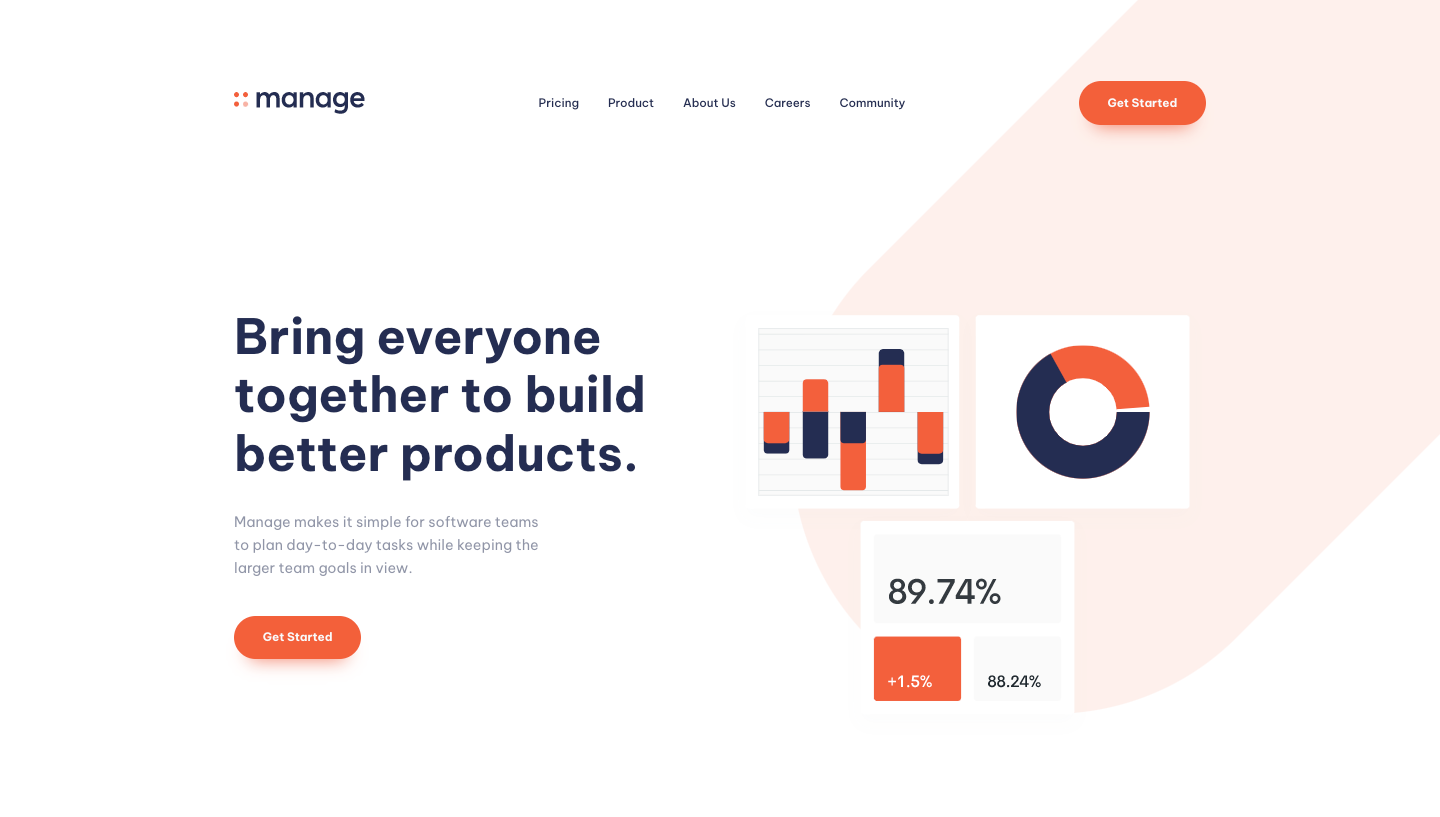 manage
Pricing
Product
About Us
Careers
Community
Get Started
Bring everyone
together to build
better products.
Manage makes it simple for software teams
to plan day-to-day tasks while keeping the
larger team goals in view.
Get Started
89.74%
+1.5%
88.24%